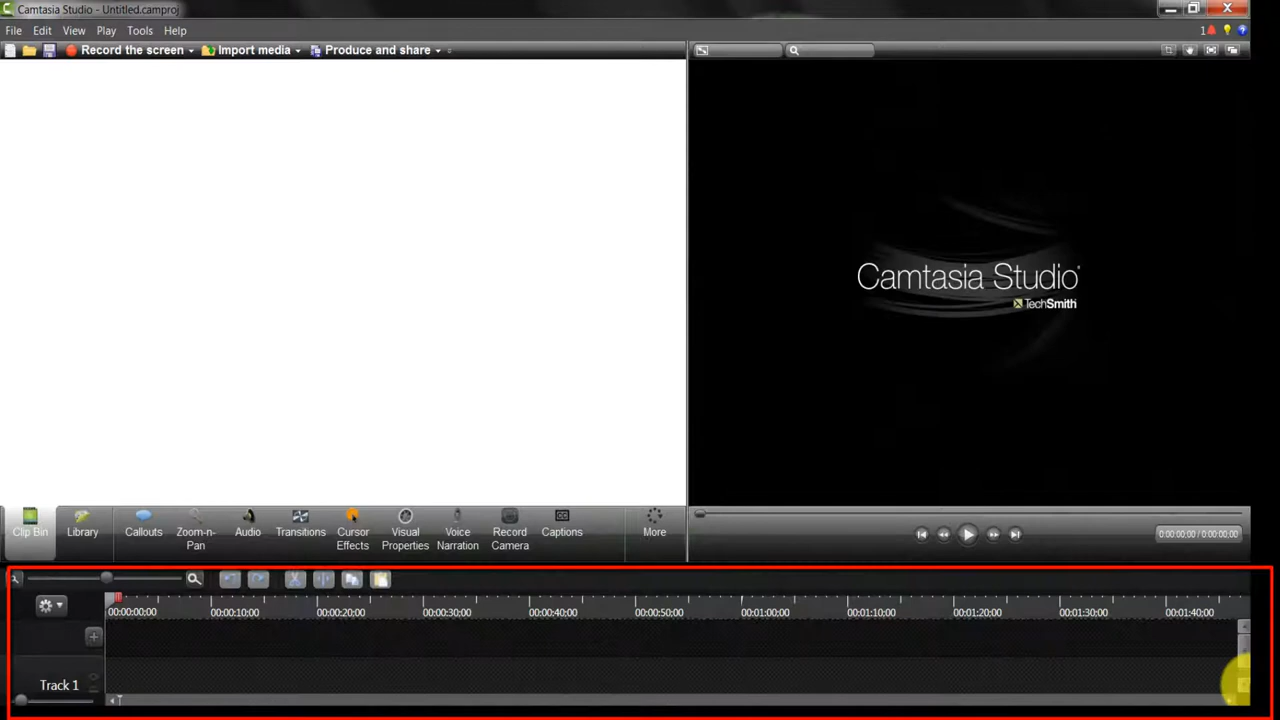 Camtasia Studio - Untitled.camproj
File Edit View Play Tools Help
Record the screen Import media Produce and share
1
Camtasia Studio®
TechSmith
Clip Bin
Library
Callouts
Zoom-n-
Pan
Audio
Transitions
Cursor
Effects
Visual
Properties
Voice
Narration
Record
Camera
Captions
More
0:00:00;00 / 0:00:00;00
00:00:00;00 00:00:10;00 00:00:20;00 00:00:30;00 00:00:40;00 00:00:50;00 00:01:00;00 00:01:10;00 00:01:20;00 00:01:30;00 00:01:40;00
Track 1